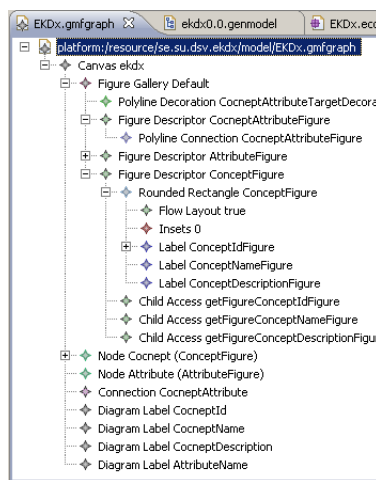 EKDx.gmfgraph ekdx0.0.genmodel EKDx.eco
platform:/resource/se.su.dsv.ekdx/model/EKDx.gmfgraph
Canvas ekdx
Figure Gallery Default
Polyline Decoration CocneptAttributeTargetDecora
Figure Descriptor CocneptAttributeFigure
Polyline Connection CocneptAttributeFigure
Figure Descriptor AttributeFigure
Figure Descriptor ConceptFigure
Rounded Rectangle ConceptFigure
Flow Layout true
Insets 0
Label ConceptIdFigure
Label ConceptNameFigure
Label ConceptDescriptionFigure
Child Access getFigureConceptIdFigure
Child Access getFigureConceptNameFigure
Child Access getFigureConceptDescriptionFigu
Node Cocnept (ConceptFigure)
Node Attribute (AttributeFigure)
Connection CocneptAttribute
Diagram Label CocneptId
Diagram Label CocneptName
Diagram Label CocneptDescription
Diagram Label AttributeName